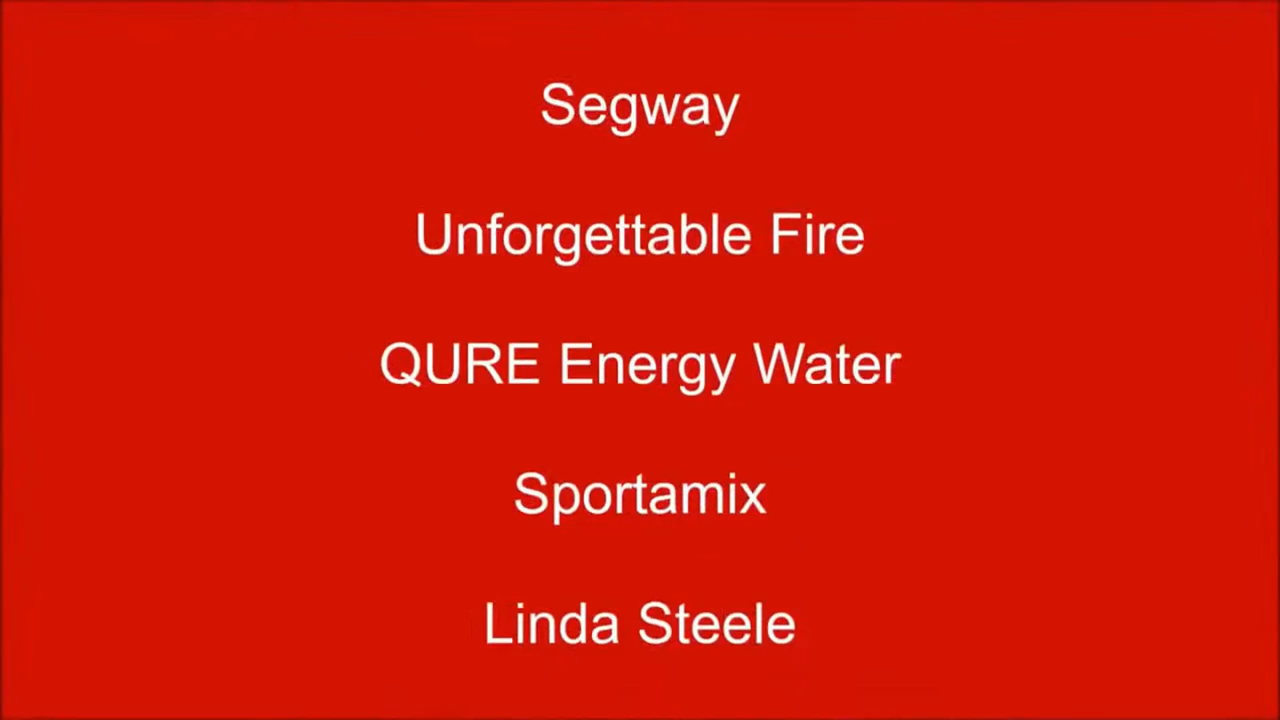 Segway
Unforgettable Fire
QURE Energy Water
Sportamix
Linda Steele